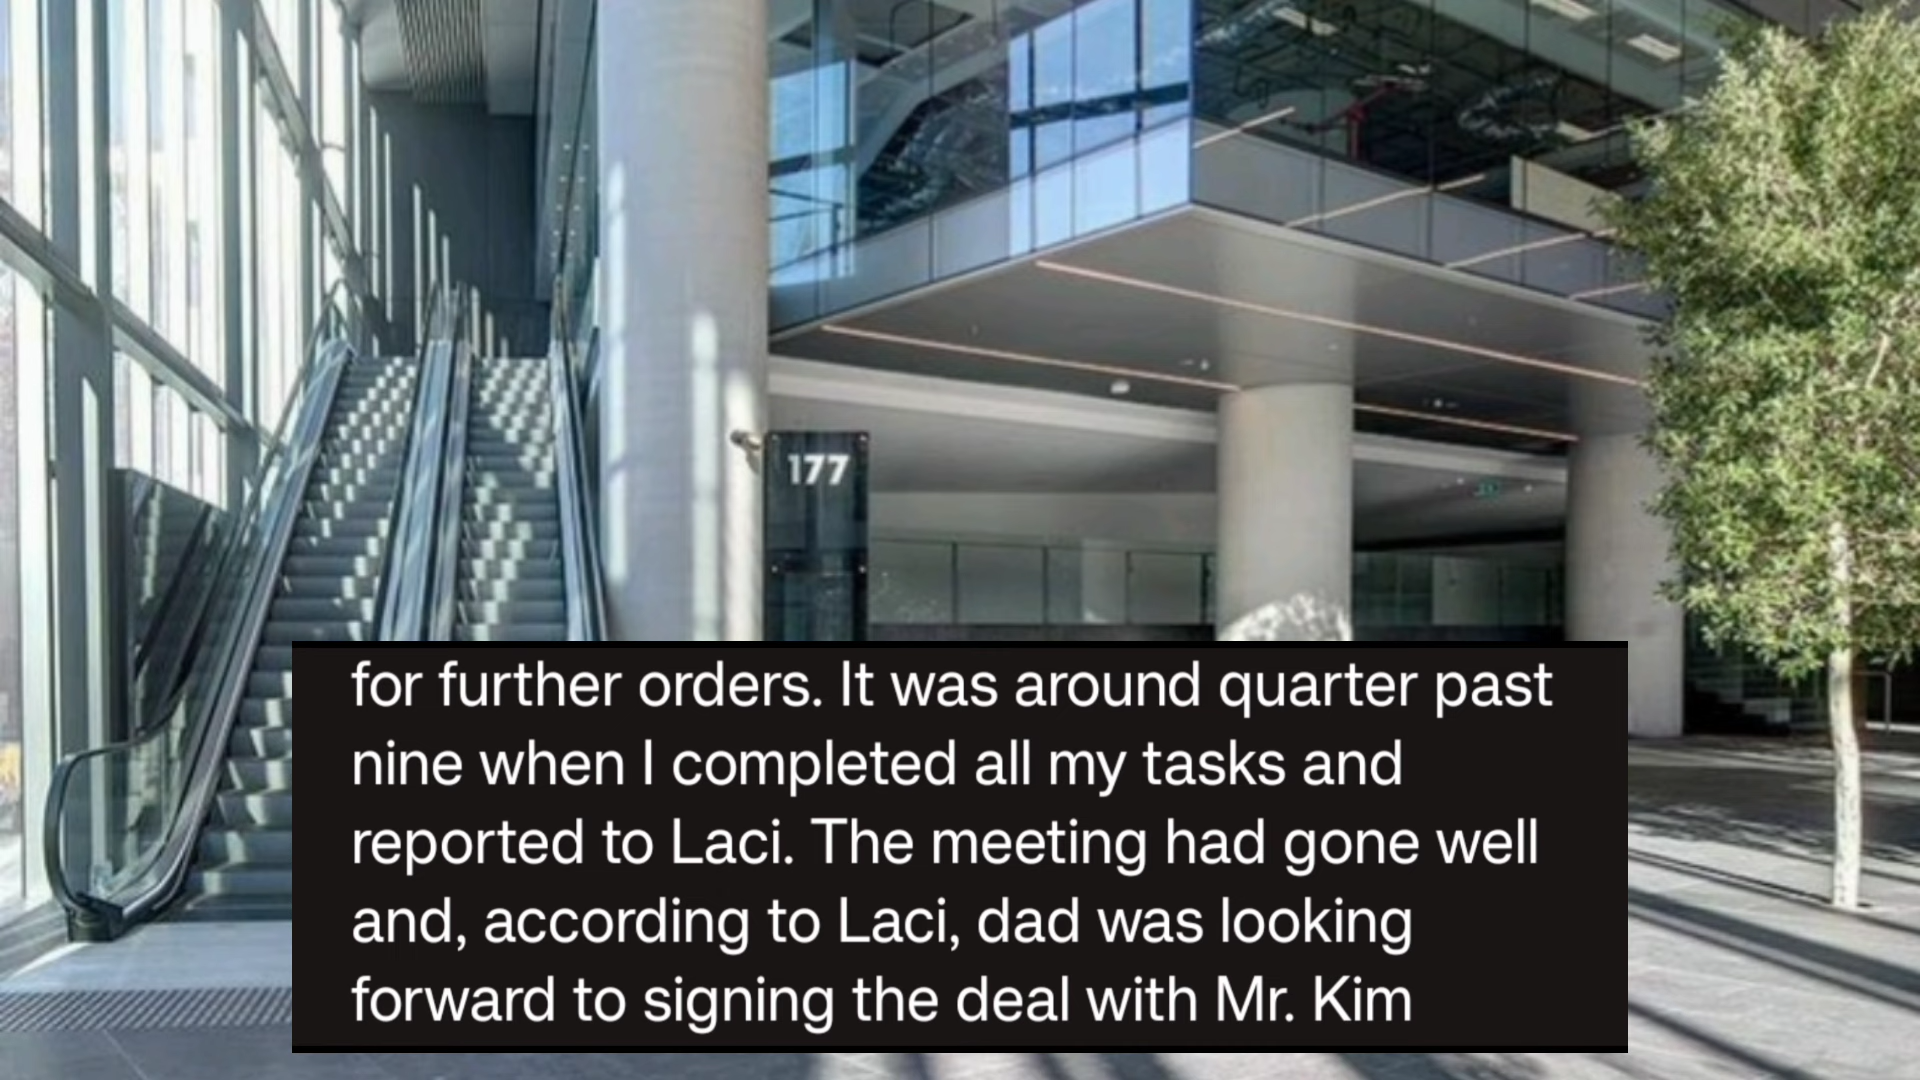 177
for further orders. It was around quarter past
nine when I completed all my tasks and
reported to Laci. The meeting had gone well
and, according to Laci, dad was looking
forward to signing the deal with Mr. Kim